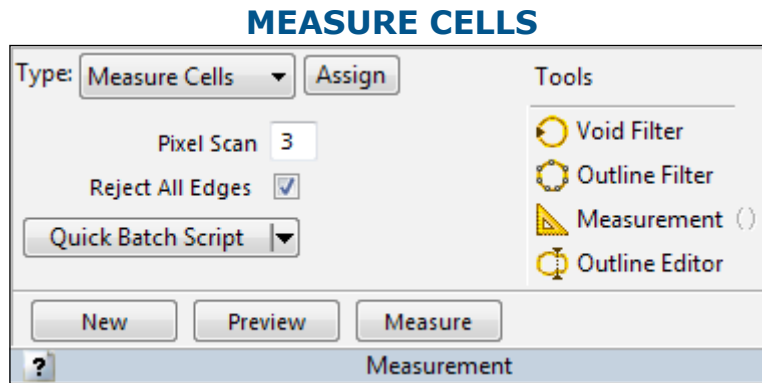 MEASURE CELLS
Type: Measure Cells Assign
Tools
Pixel Scan 3
Void Filter
Reject All Edges
Outline Filter
Quick Batch Script
Measurement ()
Outline Editor
New Preview Measure
? Measurement